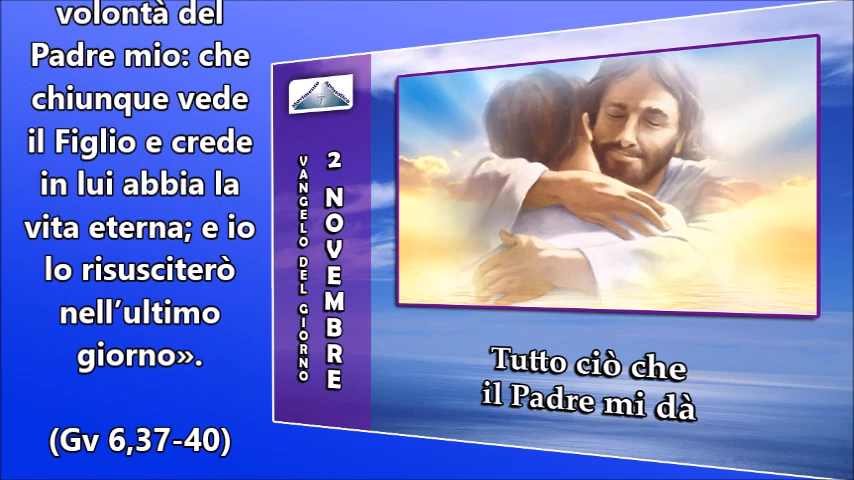 volontà del
Padre mio: che
chiunque vede
il Figlio e crede
in lui abbia la
vita eterna; e io
lo risusciterò
nell’ultimo
giorno».
(Gv 6,37-40)
Movimento Apostolico
VANGELO DEL GIORNO
2 NOVEMBRE
Tutto ciò che
il Padre mi dà